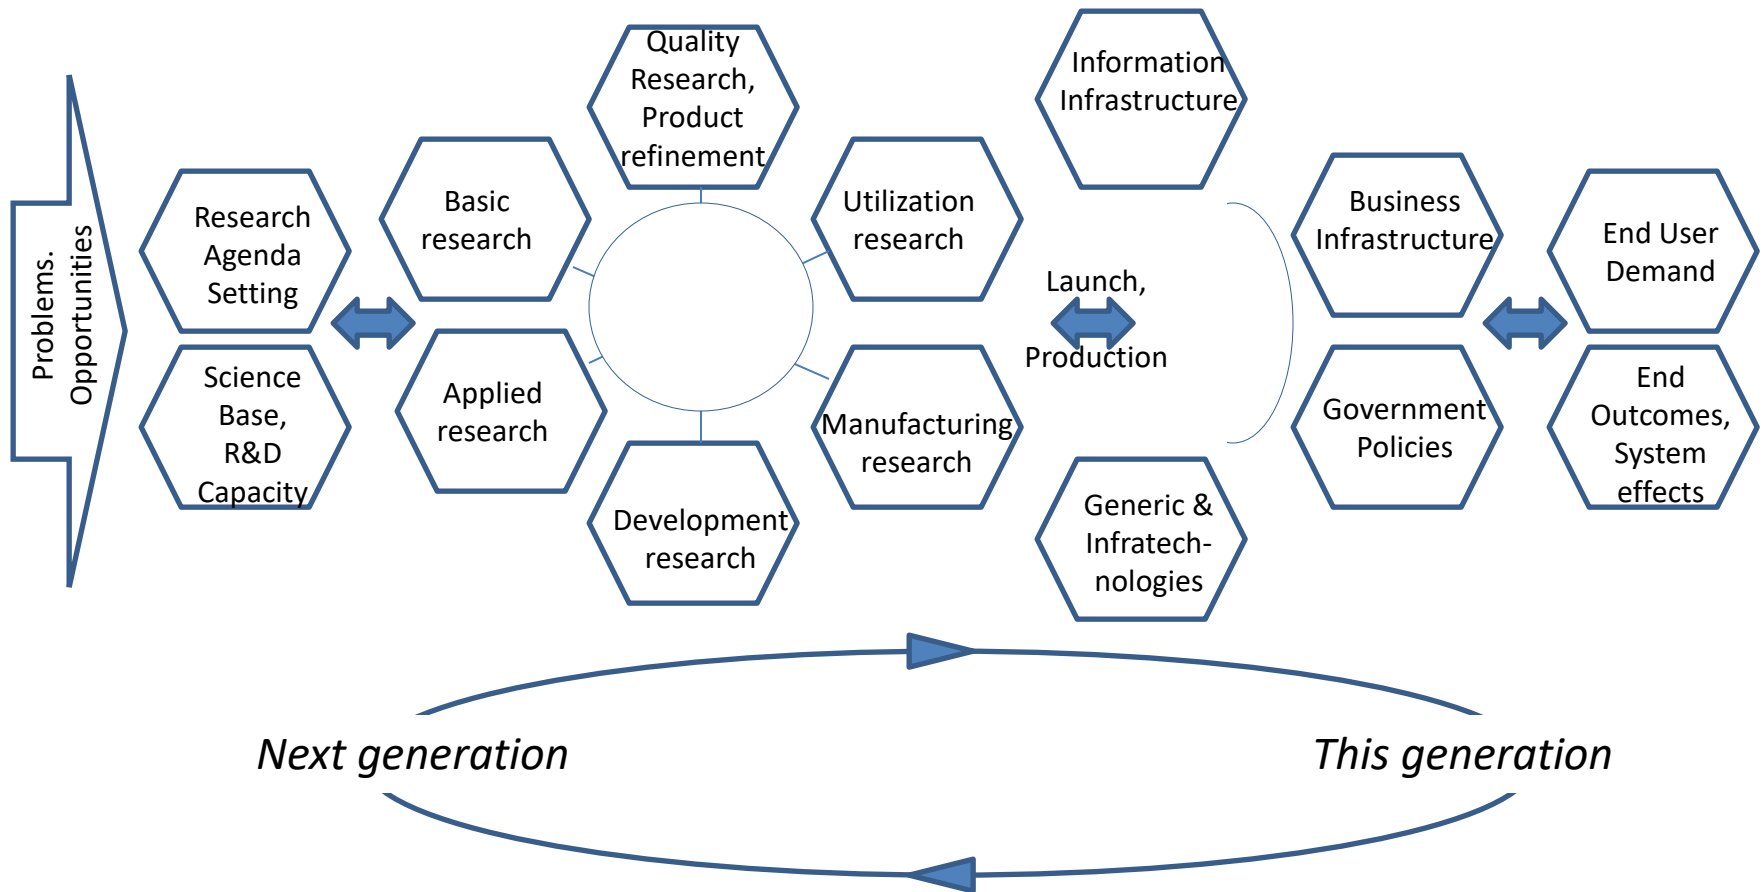 Problems.
Opportunities
Research
Agenda
Setting
Science
Base,
R&D
Capacity
Basic
research
Applied
research
Quality
Research,
Product
refinement
Development
research
Utilization
research
Manufacturing
research
Launch,
Production
Information
Infrastructure
Generic &
Infratech-
nologies
Business
Infrastructure
Government
Policies
End User
Demand
End
Outcomes,
System
effects
Next generation
This generation